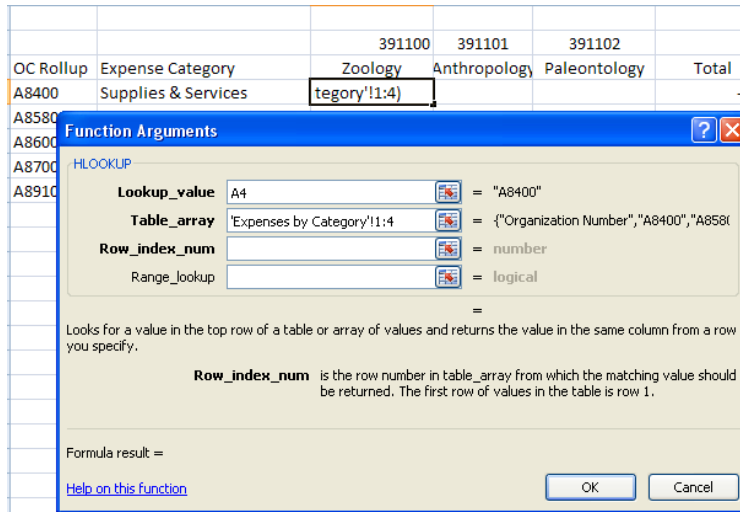 391100 391101 391102
OC Rollup Expense Category Zoology Anthropology Paleontology Total
A8400 Supplies & Services tegory'!1:4) -
A8580
A8600
A8700
A8910
Function Arguments ? X
HLOOKUP
Lookup_value A4 = "A8400"
Table_array 'Expenses by Category'!1:4 = {"Organization Number","A8400","A858(
Row_index_num = number
Range_lookup = logical
=
Looks for a value in the top row of a table or array of values and returns the value in the same column from a row
you specify.
Row_index_num is the row number in table_array from which the matching value should
be returned. The first row of values in the table is row 1.
Formula result =
Help on this function OK Cancel